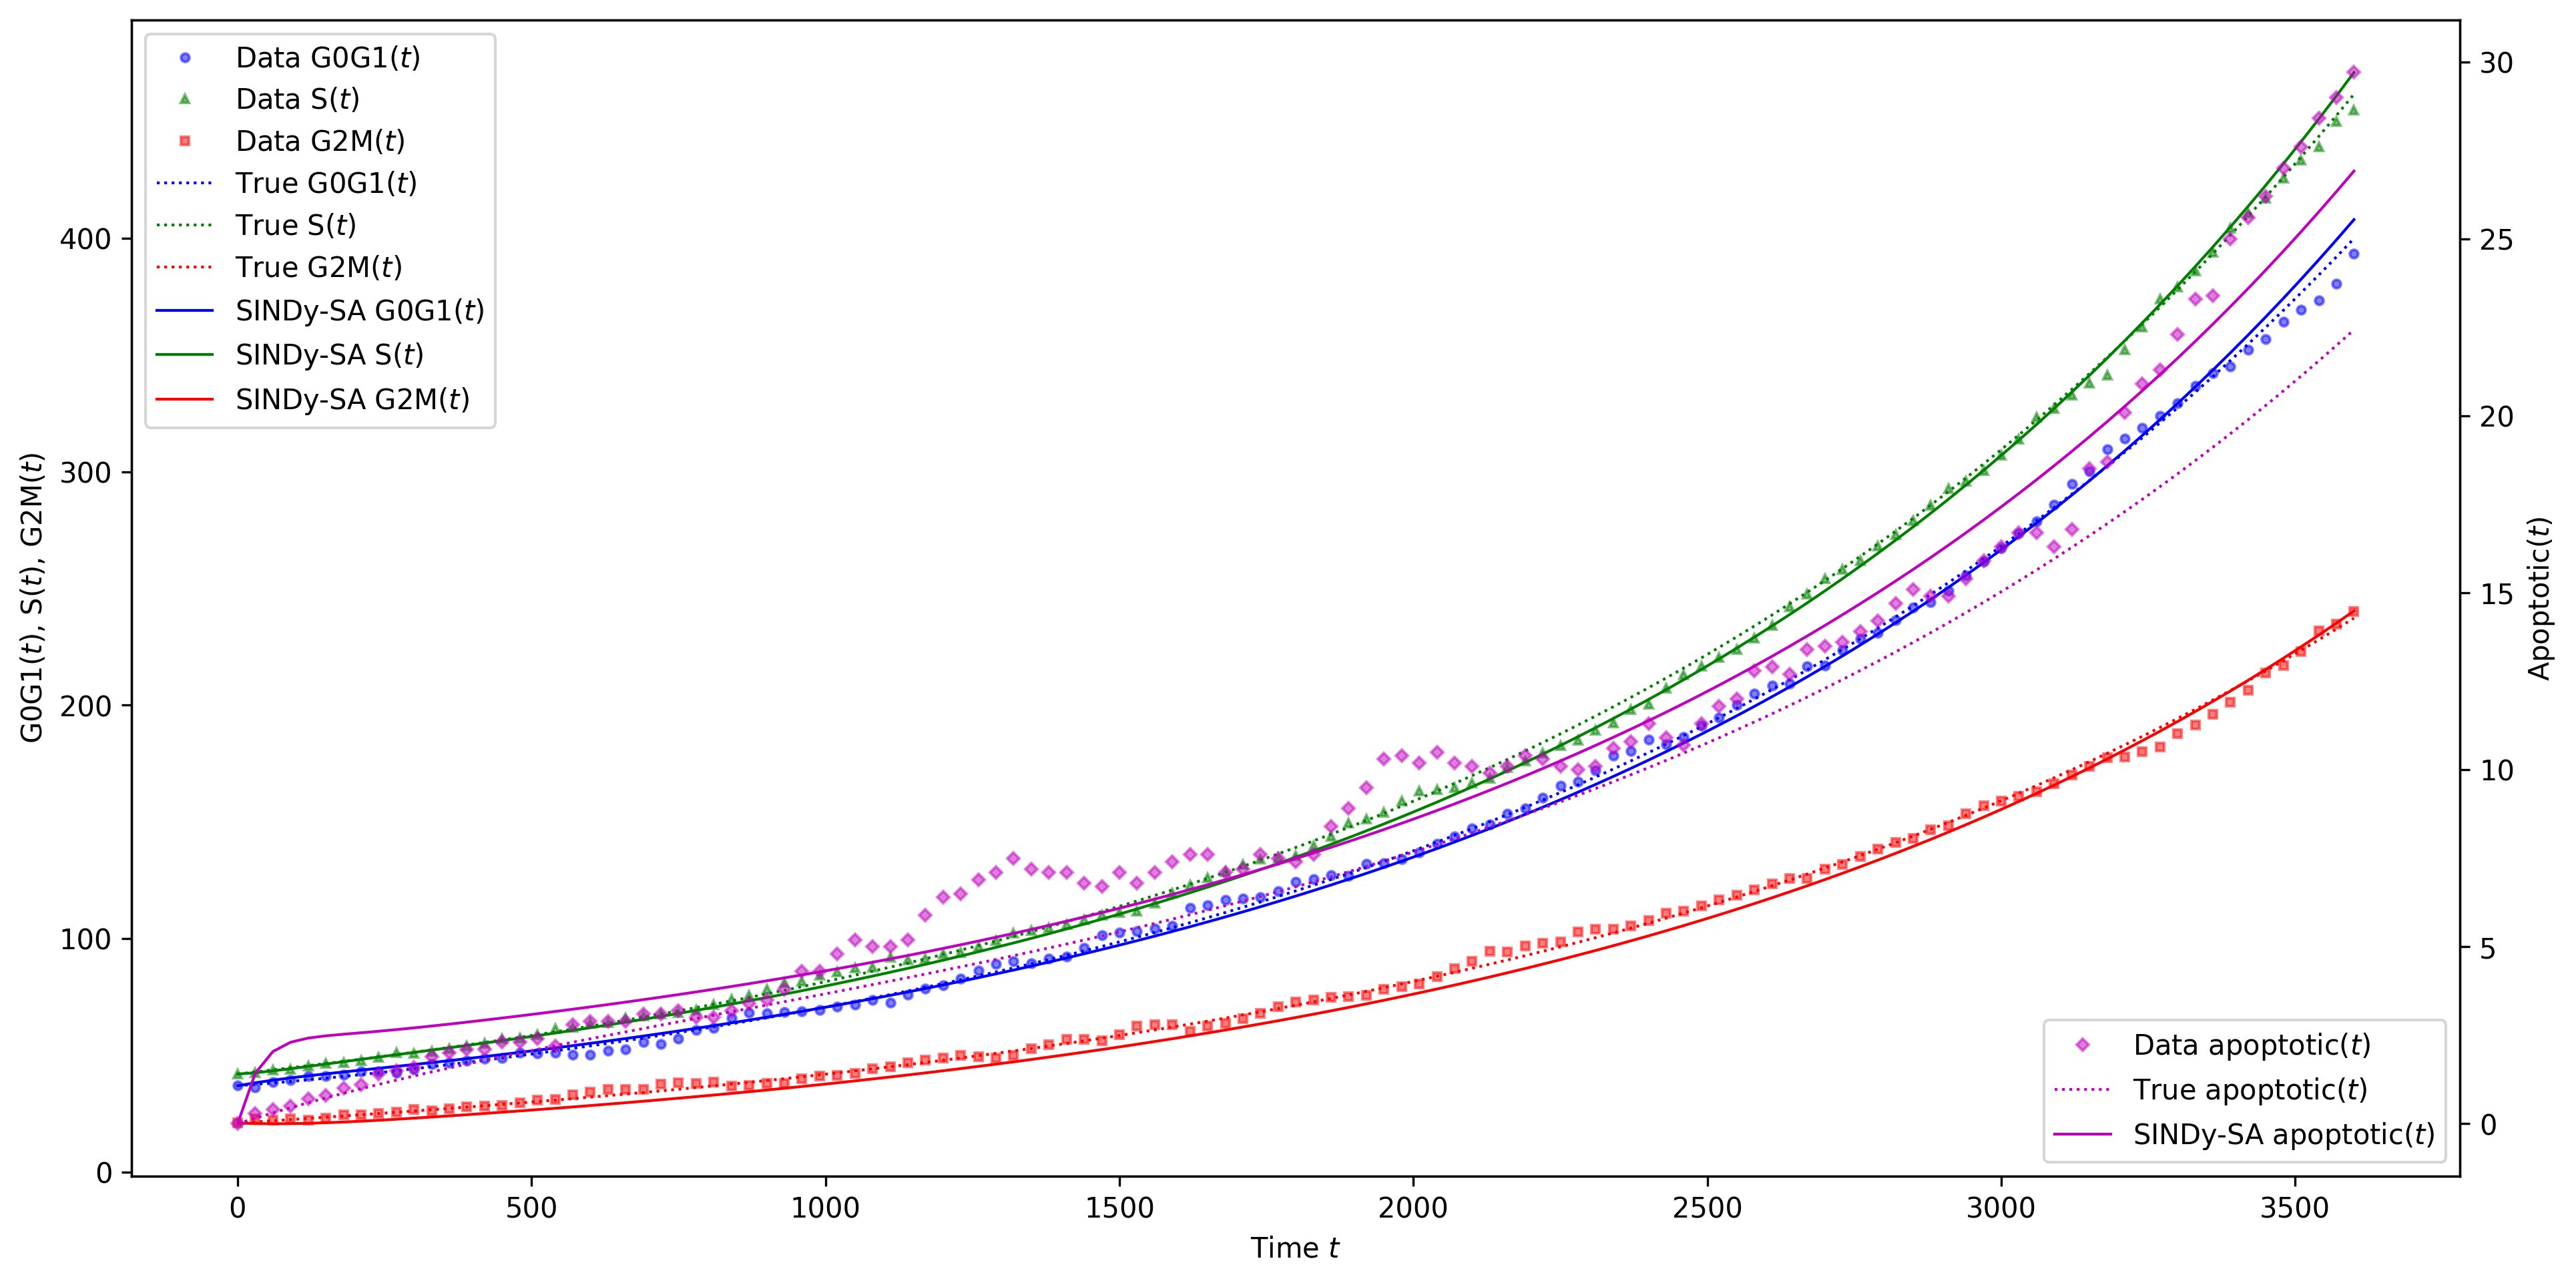 Data G0G1(t)
Data S(t)
Data G2M(t)
True G0G1(t)
True S(t)
True G2M(t)
SINDy-SA G0G1(t)
SINDy-SA S(t)
SINDy-SA G2M(t)
G0G1(t), S(t), G2M(t)
400
300
200
100
0
0
500
1000
1500
2000
2500
3000
3500
Time t
30
25
20
15
10
5
0
Apoptotic(t)
Data apoptotic(t)
True apoptotic(t)
SINDy-SA apoptotic(t)